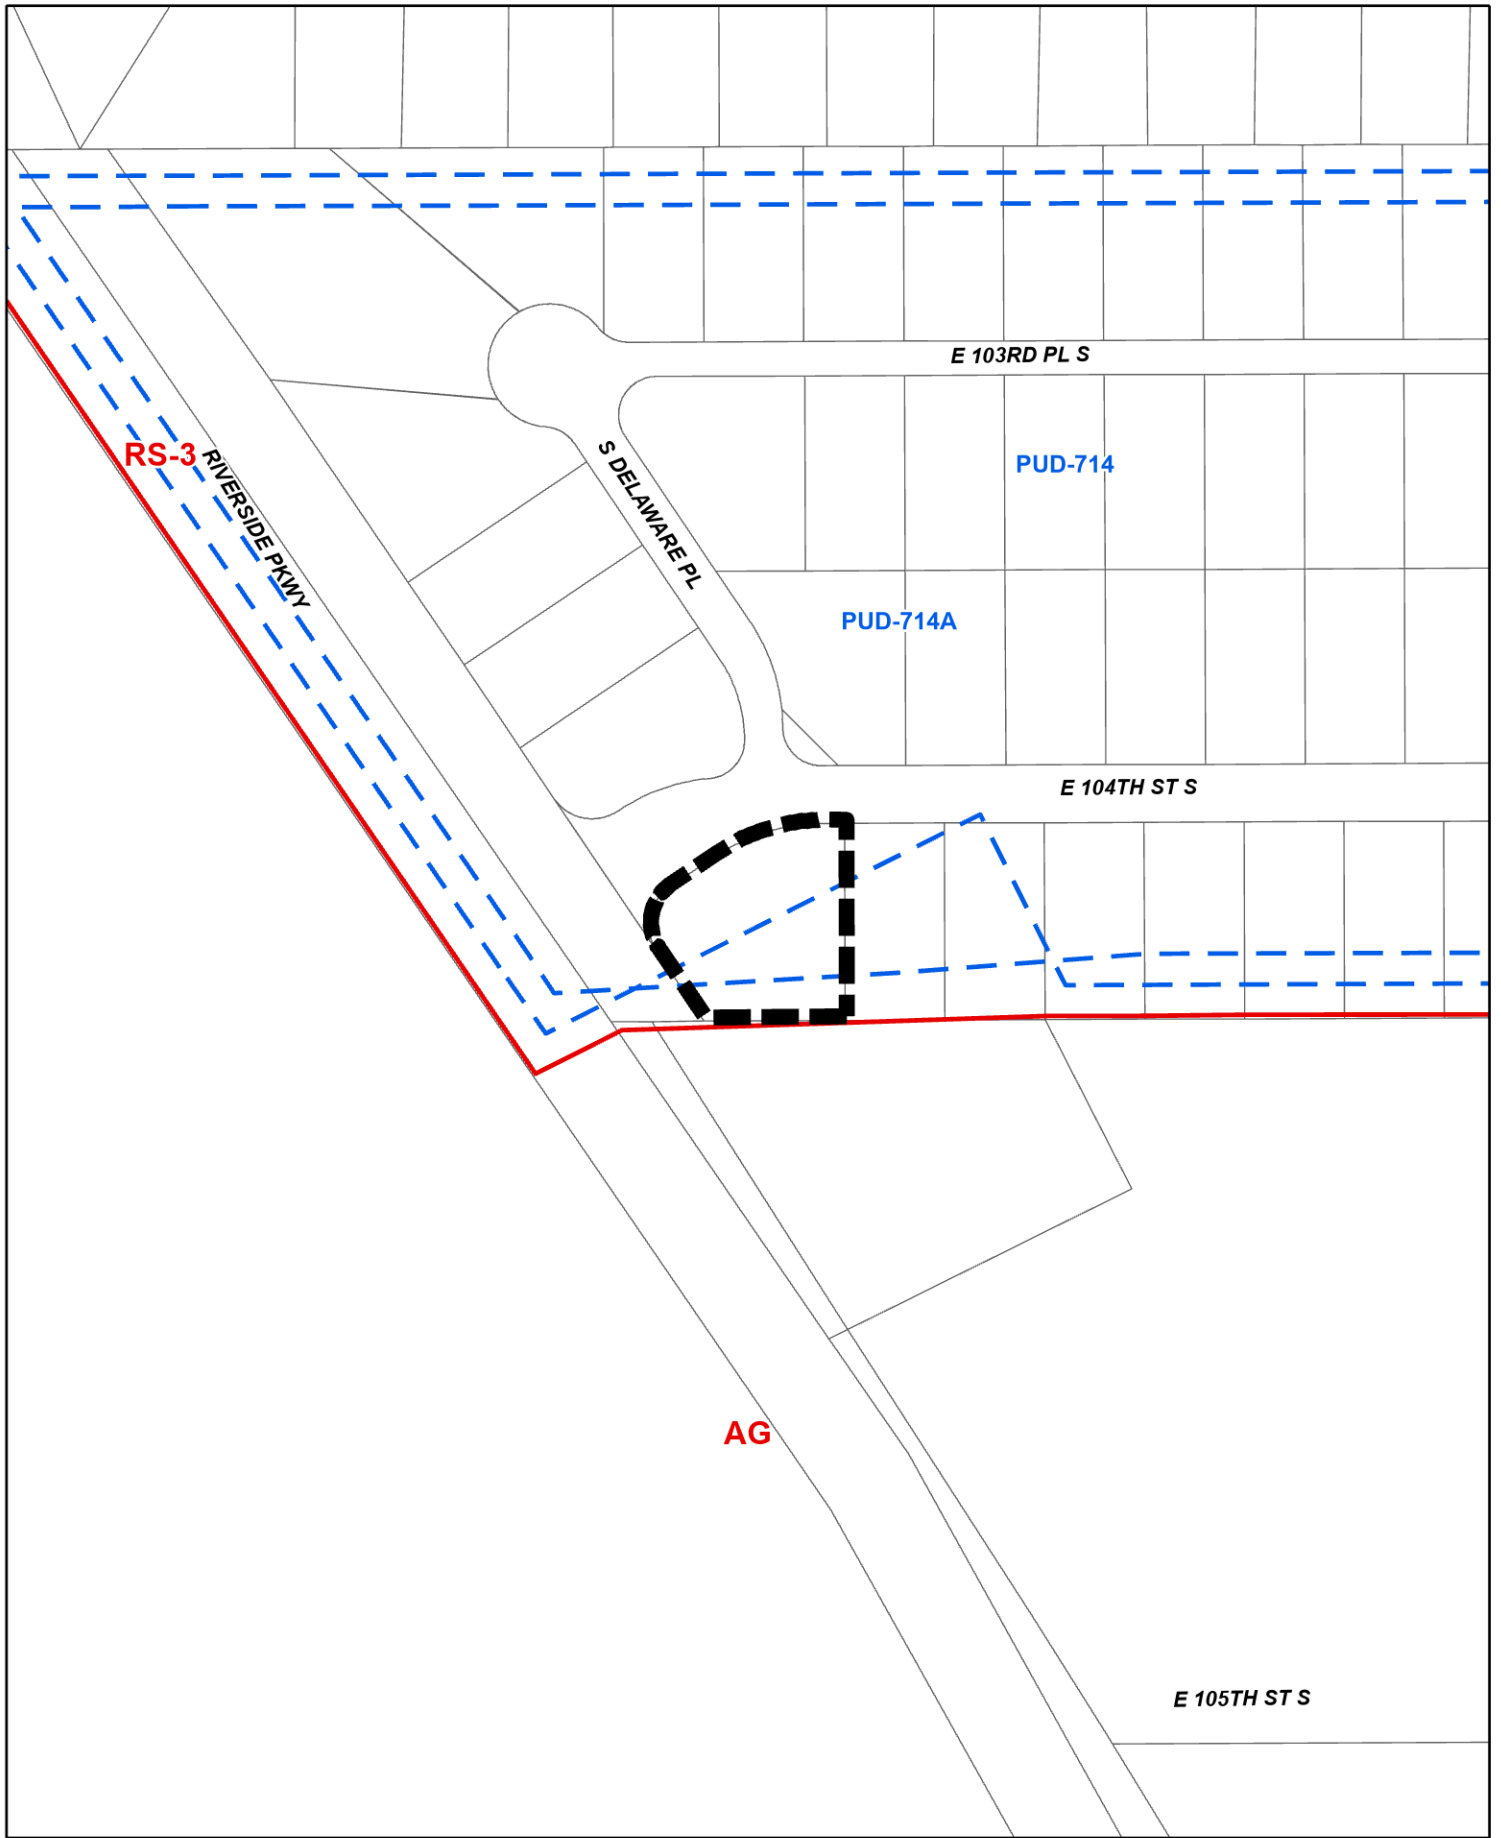 E 103RD PL S
RS-3
RIVERSIDE PKWY
S DELAWARE PL
PUD-714
PUD-714A
E 104TH ST S
AG
E 105TH ST S